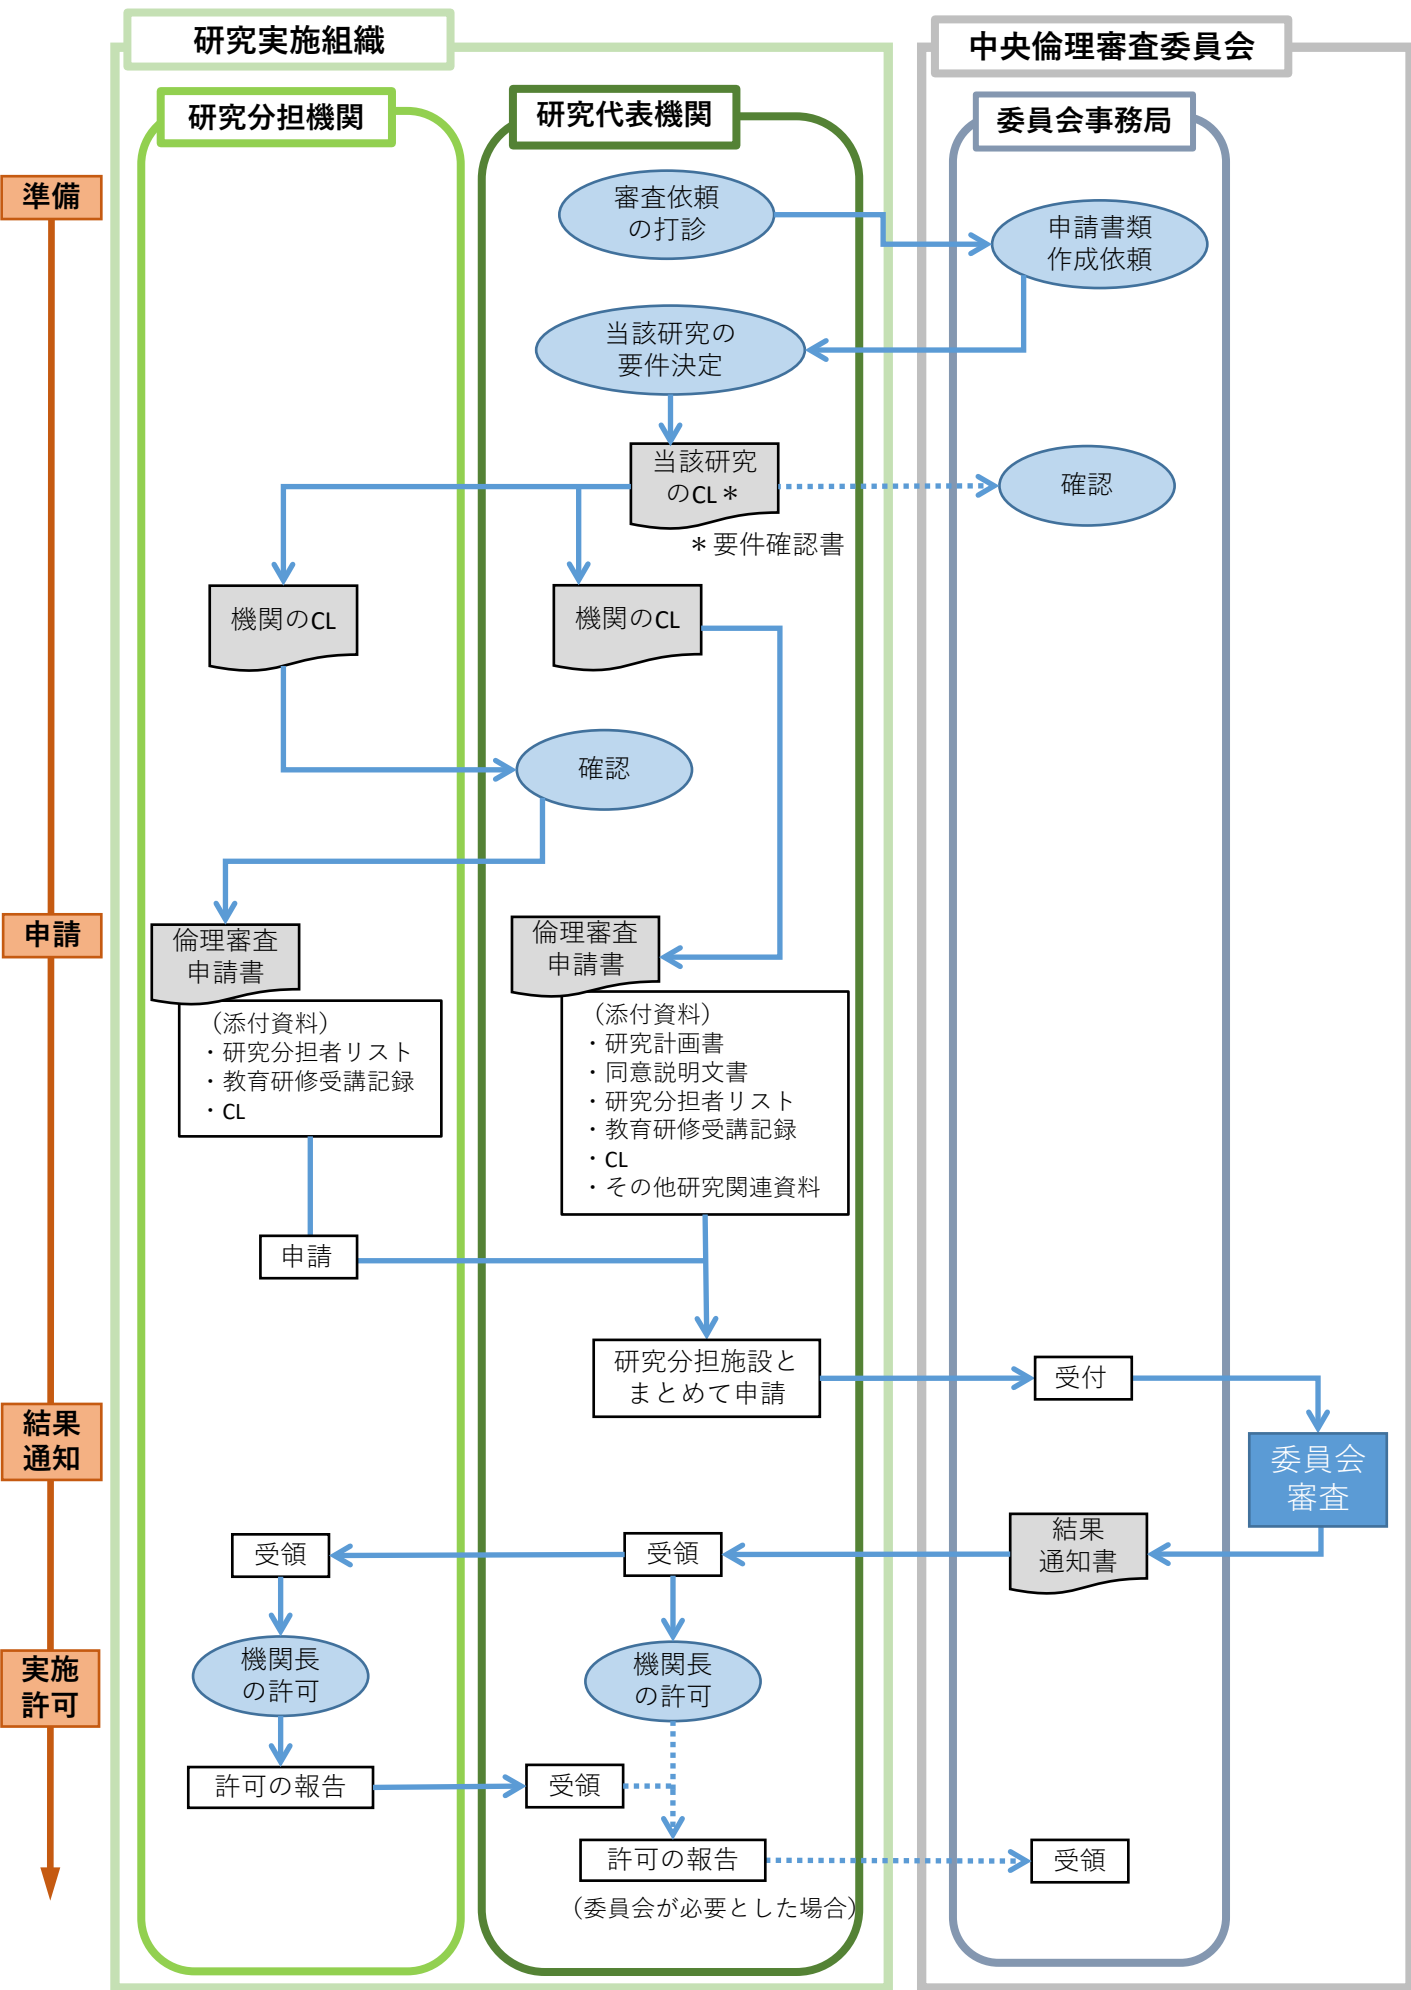 研究実施組織
中央倫理審査委員会
研究分担機関
研究代表機関
委員会事務局
準備
審査依頼
の打診
申請書類
作成依頼
当該研究の
要件決定
当該研究
のCL＊
確認
＊要件確認書
機関のCL
機関のCL
確認
申請
倫理審査
申請書
（添付資料）
・研究分担者リスト
・教育研修受講記録
・CL
倫理審査
申請書
（添付資料）
・研究計画書
・同意説明文書
・研究分担者リスト
・教育研修受講記録
・CL
・その他研究関連資料
申請
研究分担施設と
まとめて申請
受付
結果
通知
委員会
審査
結果
通知書
受領
受領
実施
許可
機関長
の許可
機関長
の許可
許可の報告
受領
許可の報告
受領
（委員会が必要とした場合）